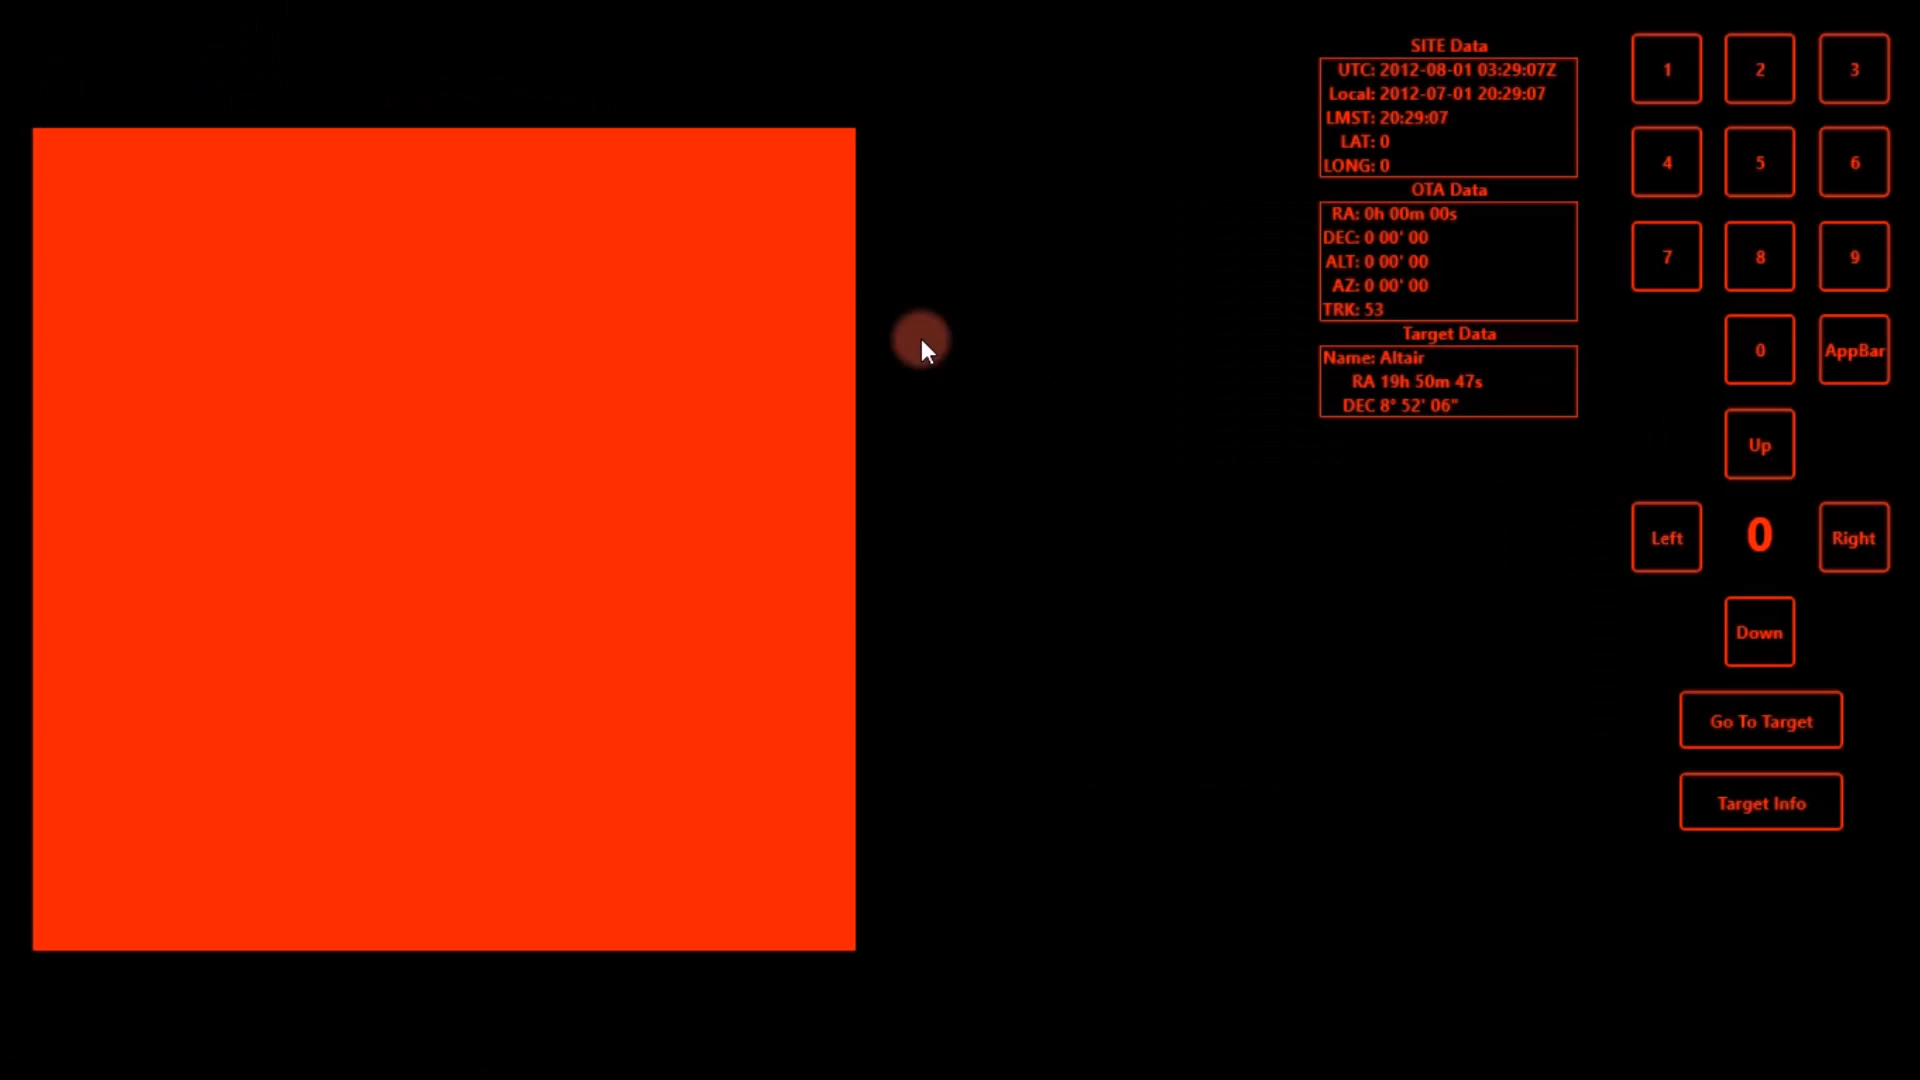 SITE Data
UTC: 2012-08-01 03:29:07Z
Local: 2012-07-01 20:29:07
LMST: 20:29:07
LAT: 0
LONG: 0
OTA Data
RA: 0h 00m 00s
DEC: 0 00' 00
ALT: 0 00' 00
AZ: 0 00' 00
TRK: 53
Target Data
Name: Altair
RA 19h 50m 47s
DEC 8° 52' 06"
1 2 3
4 5 6
7 8 9
0 AppBar
Up
Left 0 Right
Down
Go To Target
Target Info